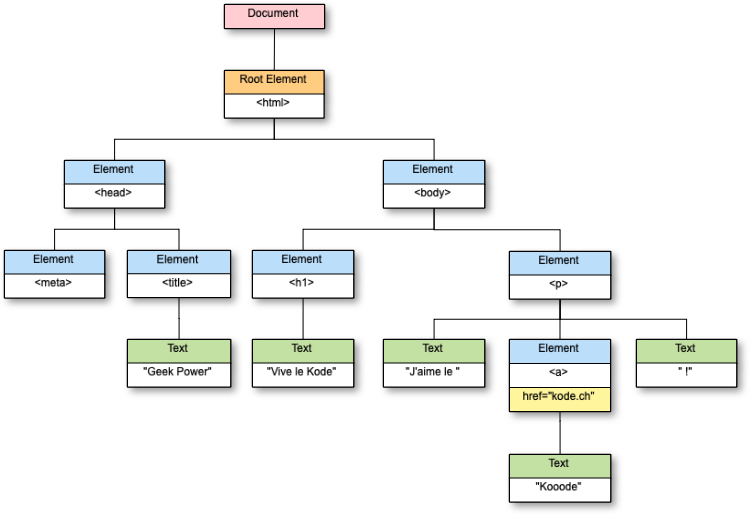 Document
Root Element
<html>
Element
<head>
Element
<body>
Element
<meta>
Element
<title>
Element
<h1>
Element
<p>
Text
"Geek Power"
Text
"Vive le Kode"
Text
"J'aime le "
Element
<a>
href="kode.ch"
Text
" !"
Text
"Kooode"